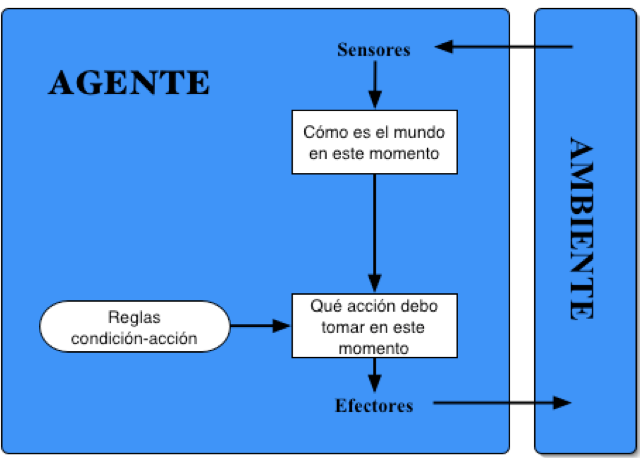 Sensores
AGENTE
Cómo es el mundo
en este momento
AMBIENTE
Reglas
condición-acción
Qué acción debo
tomar en este
momento
Efectores